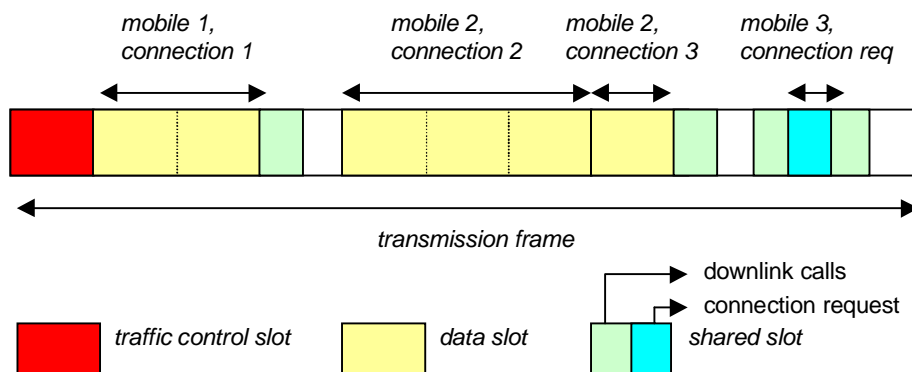 mobile 1,
connection 1
mobile 2,
connection 2
mobile 2,
connection 3
mobile 3,
connection req
transmission frame
downlink calls
connection request
traffic control slot
data slot
shared slot